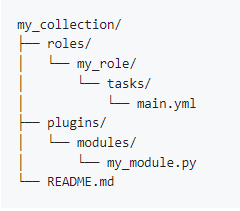 my_collection/
├── roles/
│   └── my_role/
│       └── tasks/
│           └── main.yml
├── plugins/
│   └── modules/
│       └── my_module.py
└── README.md